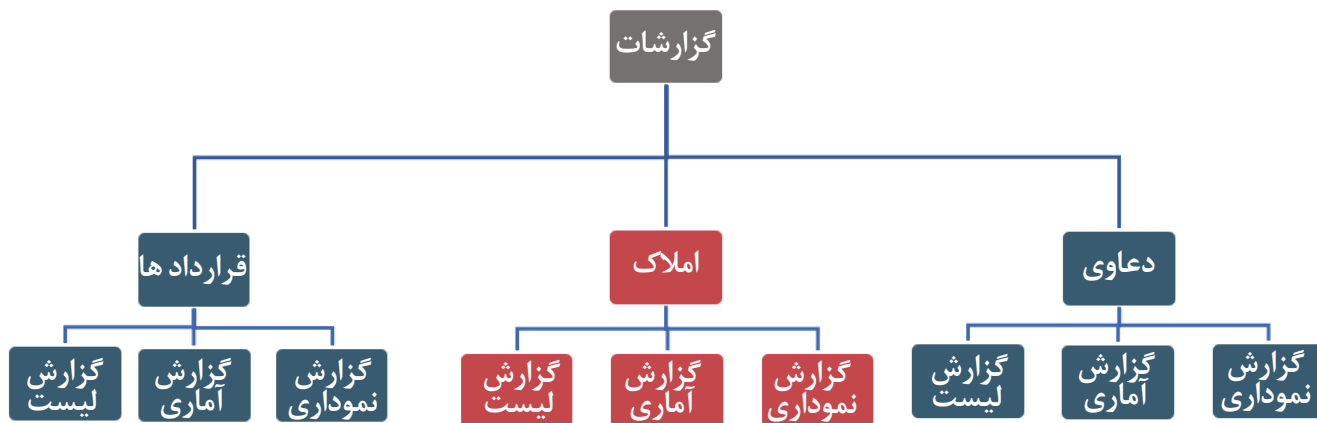 گزارشات
دعاوی
املاک
قرارداد ها
گزارش
نموداری
گزارش
آماری
گزارش
لیست
گزارش
نموداری
گزارش
آماری
گزارش
لیست
گزارش
نموداری
گزارش
آماری
گزارش
لیست